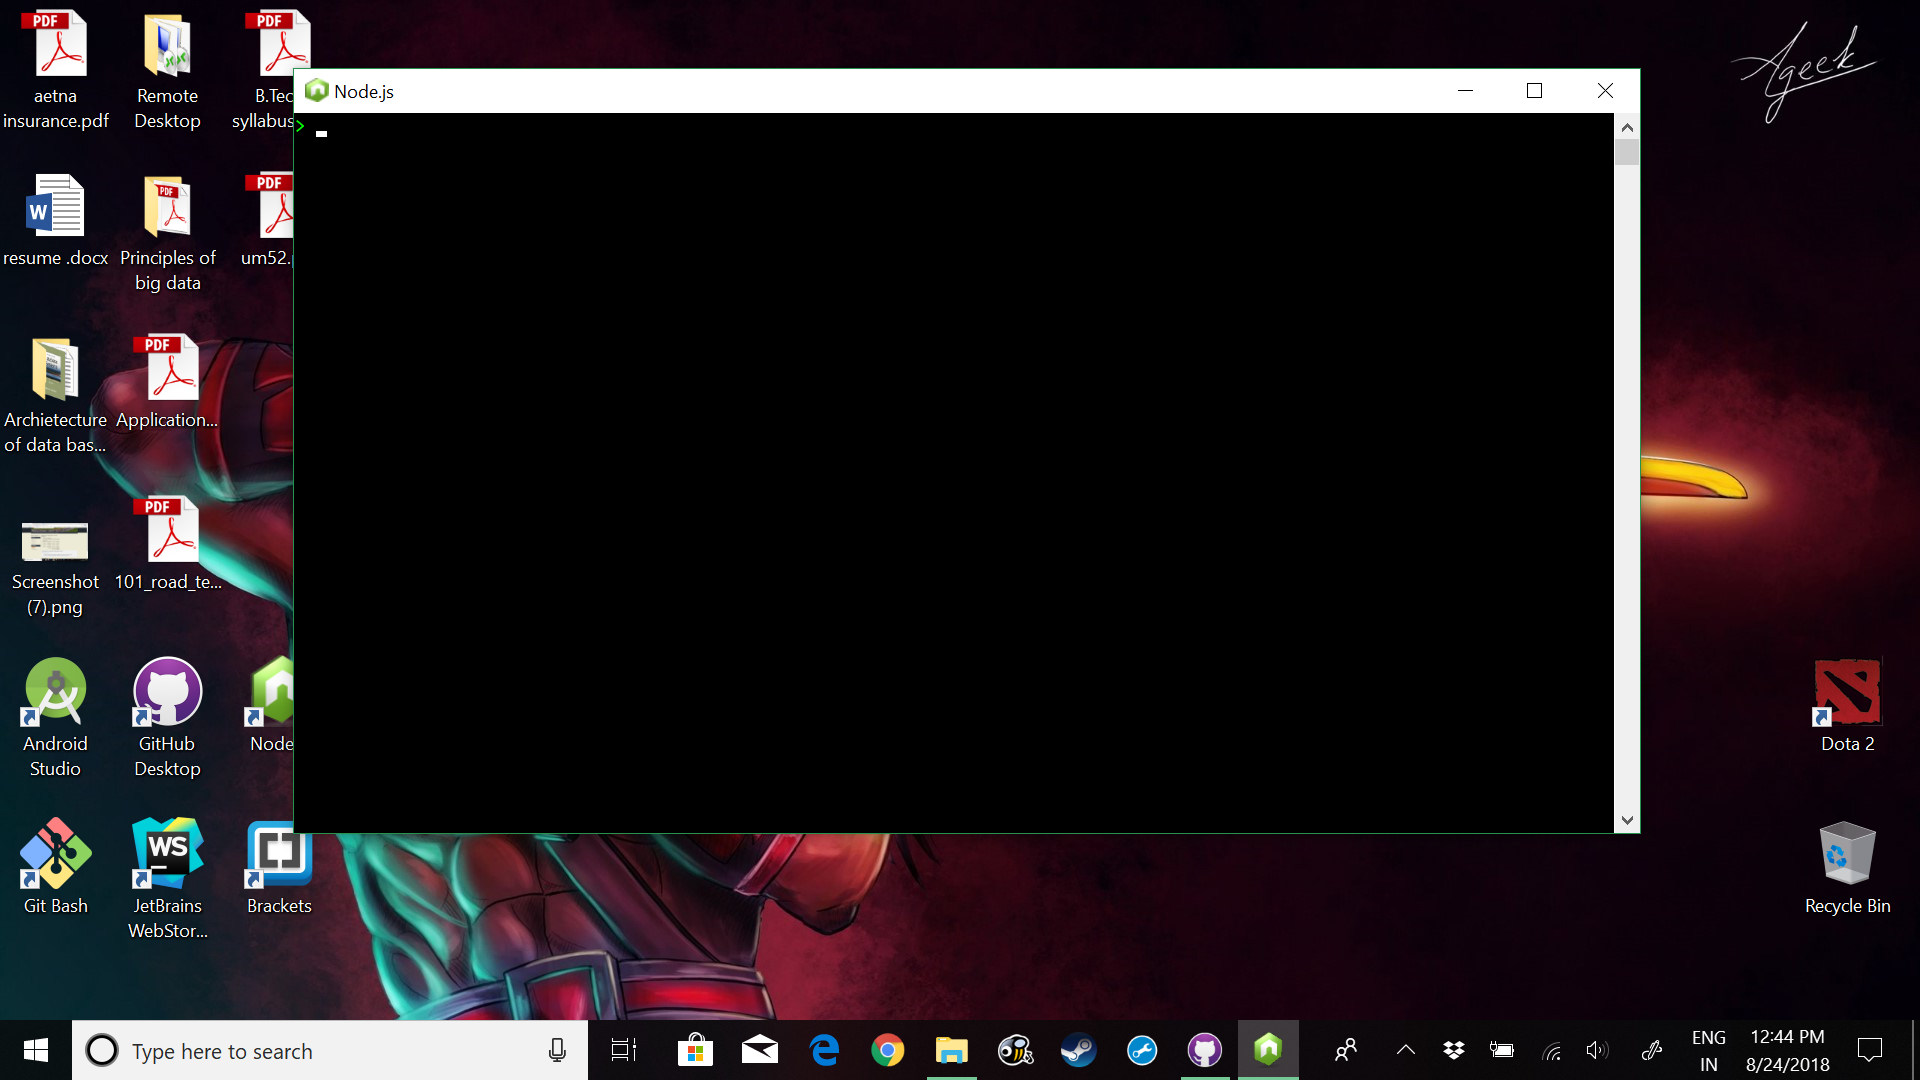 PDF
aetna
insurance.pdf
Remote
Desktop
PDF
B.Tec
syllabus
Ageek
Node.js
>
W
resume .docx
PDF
Principles of
big data
PDF
um52.
Archietecture
of data bas...
PDF
Application...
Screenshot
(7).png
PDF
101_road_te...
Android
Studio
GitHub
Desktop
Node
Dota 2
Git Bash
WS
JetBrains
WebStor...
Brackets
Recycle Bin
Type here to search
ENG
IN
12:44 PM
8/24/2018